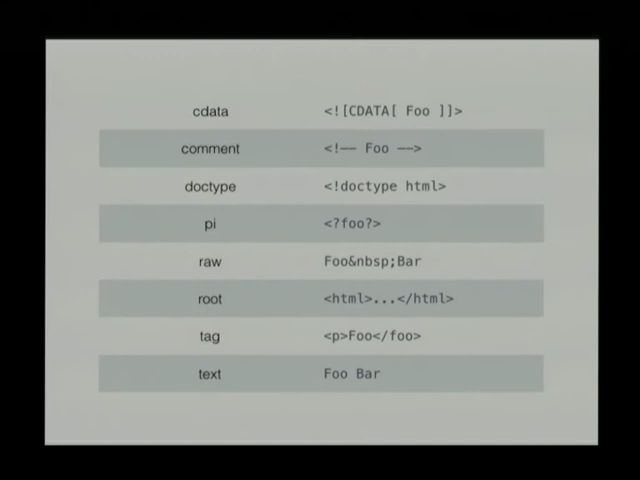 cdata <![CDATA[ Foo ]]>
comment <!-- Foo -->
doctype <!doctype html>
pi <?foo?>
raw Foo&nbsp;Bar
root <html>...</html>
tag <p>Foo</foo>
text Foo Bar